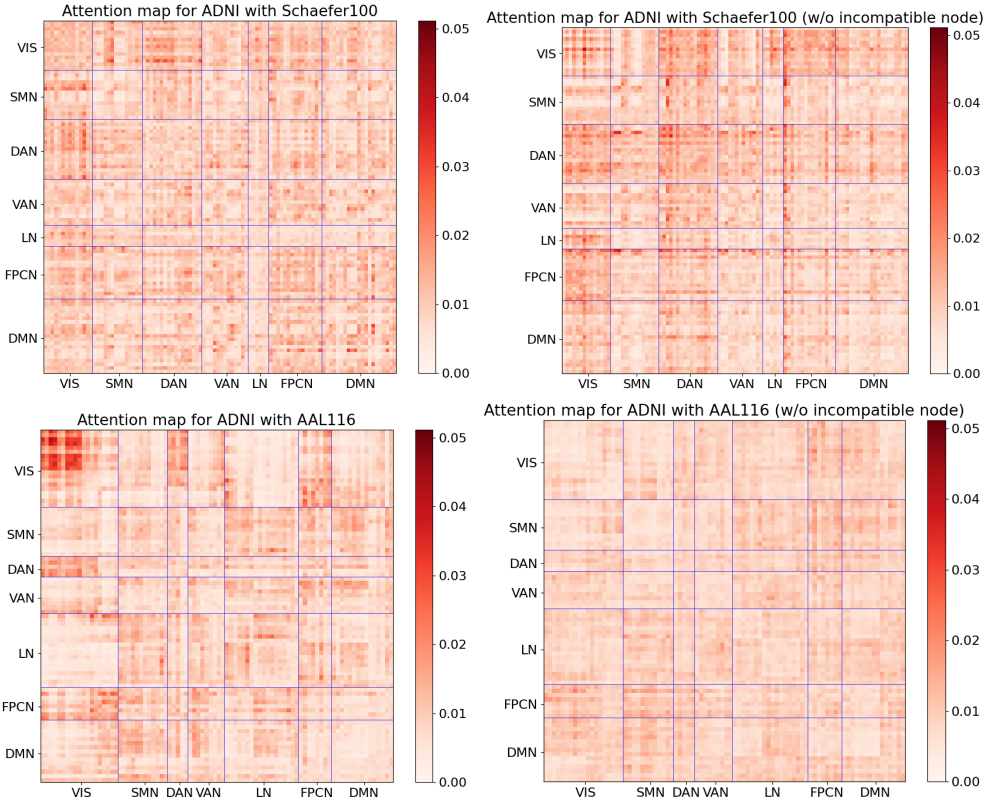 Attention map for ADNI with Schaefer100
VIS
SMN
DAN
VAN
LN
FPCN
DMN
VIS SMN DAN VAN LN FPCN DMN
0.05
0.04
0.03
0.02
0.01
0.00
Attention map for ADNI with Schaefer100 (w/o incompatible node)
VIS
SMN
DAN
VAN
LN
FPCN
DMN
VIS SMN DAN VAN LN FPCN DMN
0.05
0.04
0.03
0.02
0.01
0.00
Attention map for ADNI with AAL116
VIS
SMN
DAN
VAN
LN
FPCN
DMN
VIS SMN DAN VAN LN FPCN DMN
0.05
0.04
0.03
0.02
0.01
0.00
Attention map for ADNI with AAL116 (w/o incompatible node)
VIS
SMN
DAN
VAN
LN
FPCN
DMN
VIS SMN DAN VAN LN FPCN DMN
0.05
0.04
0.03
0.02
0.01
0.00